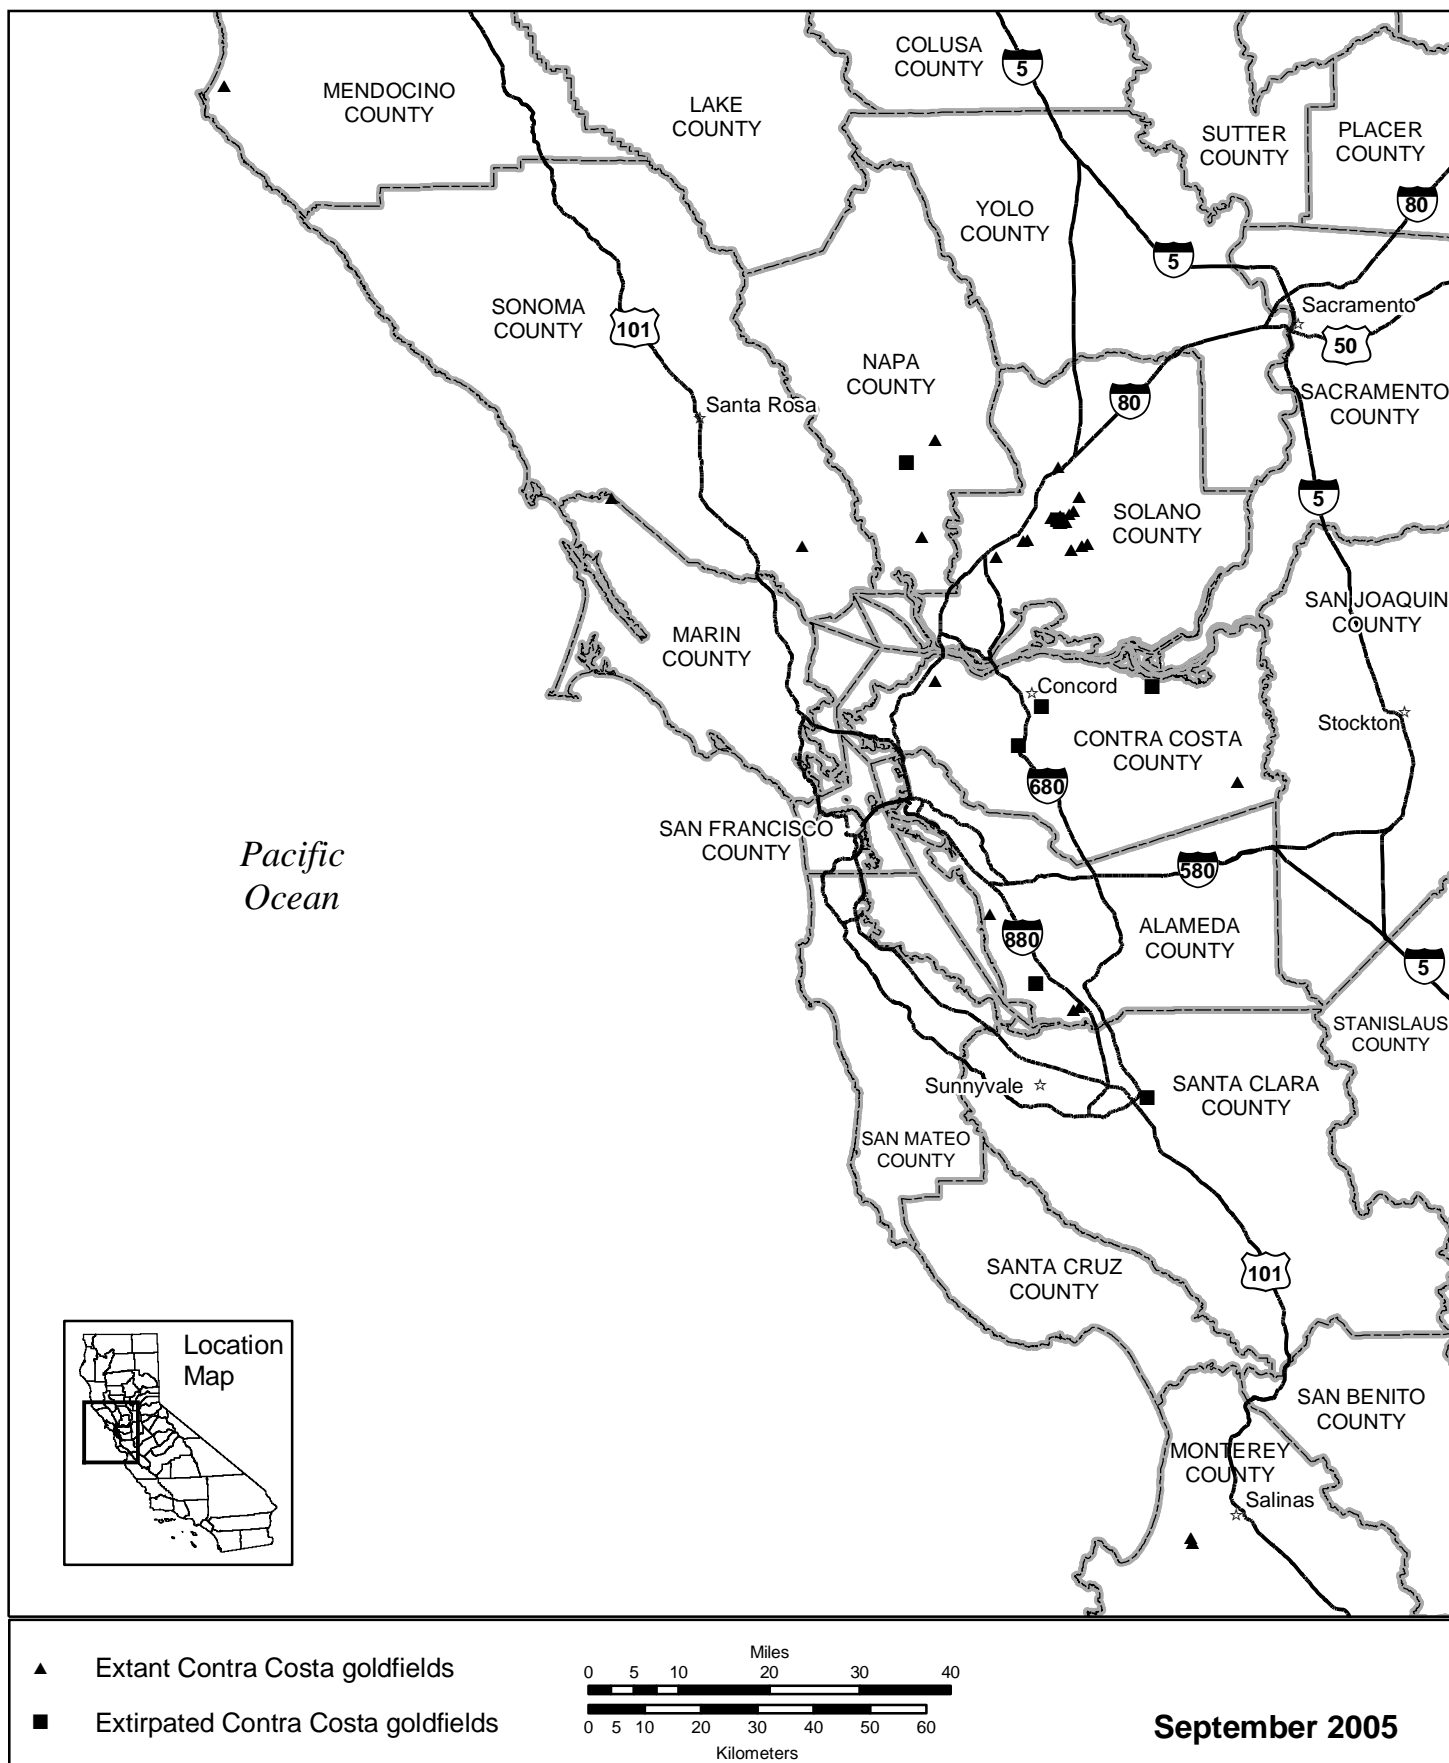 COLUSA
COUNTY
5
MENDOCINO
COUNTY
LAKE
COUNTY
SUTTER
COUNTY
PLACER
COUNTY
80
YOLO
COUNTY
5
SONOMA
COUNTY
101
Sacramento
50
NAPA
COUNTY
80
SACRAMENTO
COUNTY
Santa Rosa
5
SOLANO
COUNTY
SAN JOAQUIN
COUNTY
MARIN
COUNTY
Concord
Stockton
CONTRA COSTA
COUNTY
680
SAN FRANCISCO
COUNTY
Pacific
Ocean
580
880
ALAMEDA
COUNTY
5
STANISLAUS
COUNTY
Sunnyvale
SANTA CLARA
COUNTY
SAN MATEO
COUNTY
SANTA CRUZ
COUNTY
101
Location
Map
SAN BENITO
COUNTY
MONTEREY
COUNTY
Salinas
Extant Contra Costa goldfields
Extirpated Contra Costa goldfields
Miles
0 5 10 20 30 40
0 5 10 20 30 40 50 60
Kilometers
September 2005